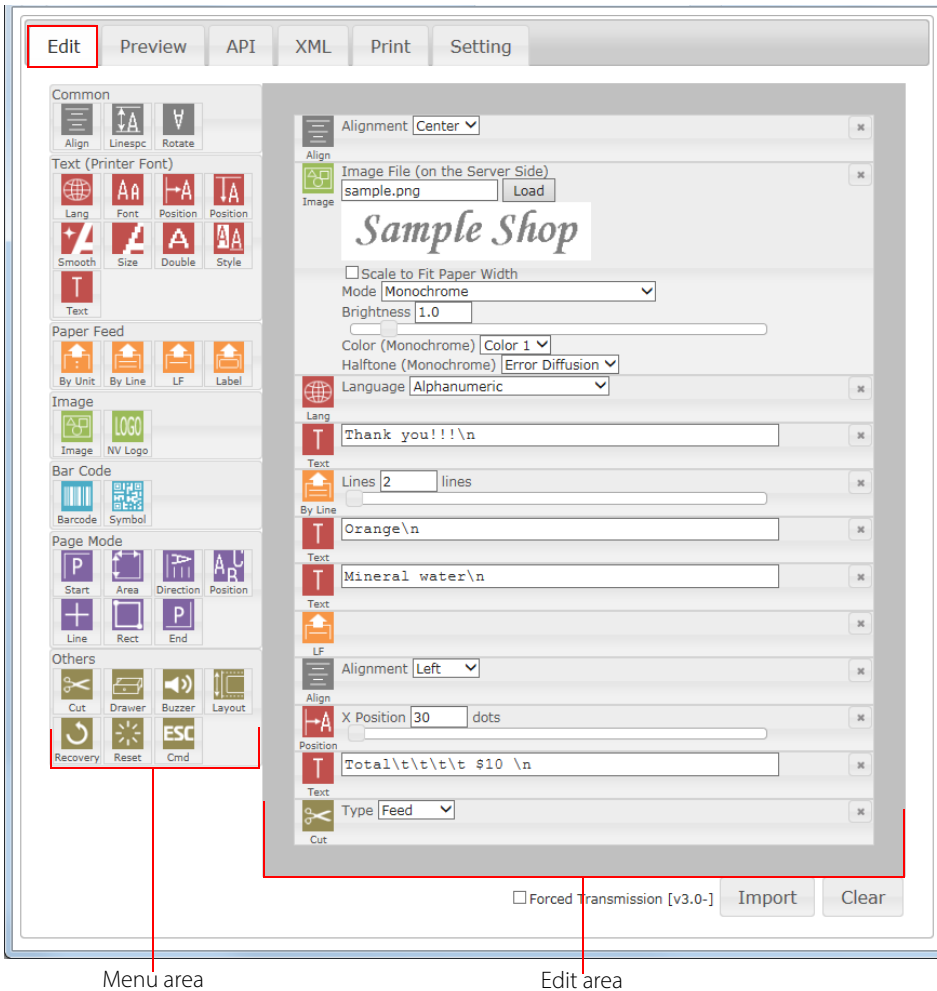 Edit Preview API XML Print Setting
Common
Align Linespc Rotate
Text (Printer Font)
Lang Font Position Position
Smooth Size Double Style
Text
Paper Feed
By Unit By Line LF Label
Image
LOGO
Image NV Logo
Bar Code
Barcode Symbol
Page Mode
Start Area Direction Position
Line Rect End
Others
Cut Drawer Buzzer Layout
ESC
Recovery Reset Cmd
Alignment Center
Align
Image File (on the Server Side)
sample.png Load
Image
Sample Shop
Scale to Fit Paper Width
Mode Monochrome
Brightness 1.0
Color (Monochrome) Color 1
Halftone (Monochrome) Error Diffusion
Language Alphanumeric
Lang
Thank you!!!\n
Text
Lines 2 lines
By Line
Orange\n
Text
Mineral water\n
Text
LF
Alignment Left
Align
X Position 30 dots
Position
Total\t\t\t\t $10 \n
Text
Type Feed
Cut
Forced Transmission [v3.0-] Import Clear
Menu area
Edit area